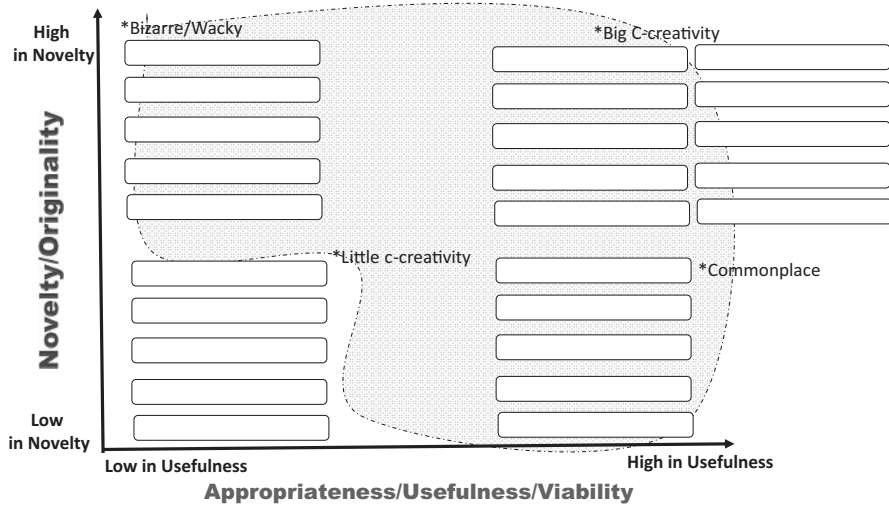 High
in Novelty
*Bizarre/Wacky
*Big C-creativity
Novelty/Originality
*Little c-creativity
*Commonplace
Low
in Novelty
Low in Usefulness
High in Usefulness
Appropriateness/Usefulness/Viability